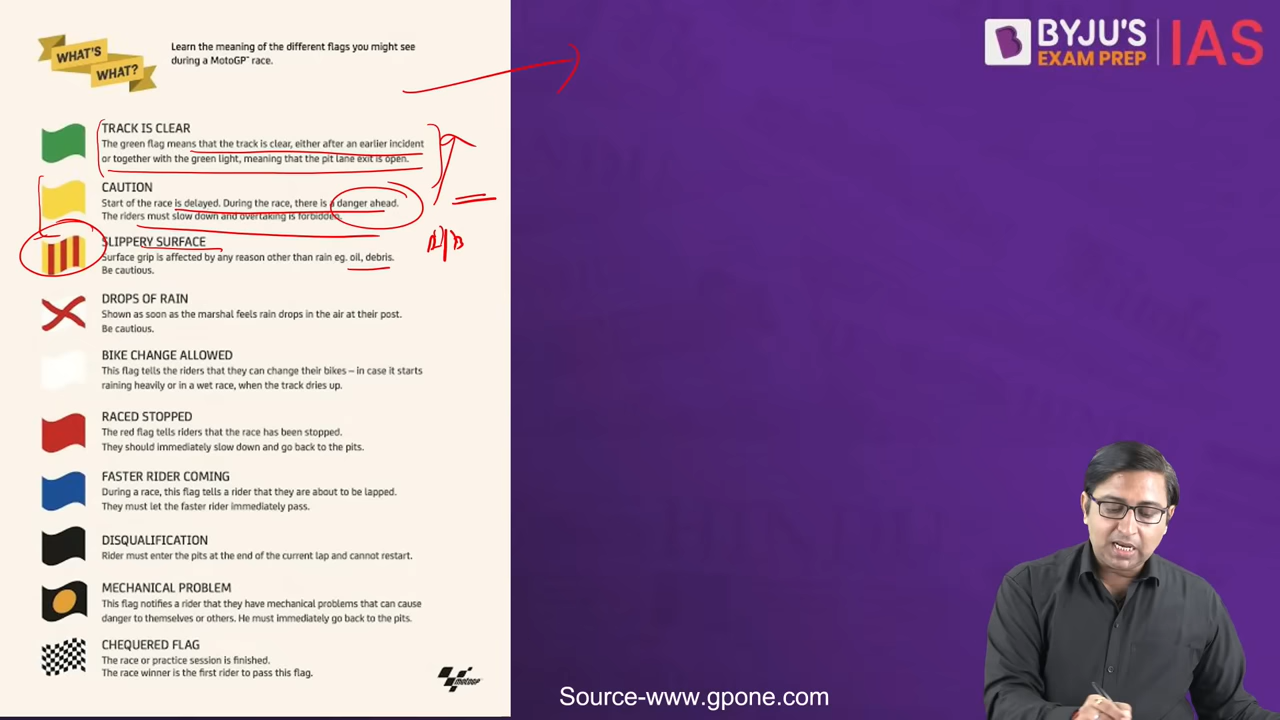 WHAT'S
WHAT?
Learn the meaning of the different flags you might see
during a MotoGP™ race.
TRACK IS CLEAR
The green flag means that the track is clear, either after an earlier incident
or together with the green light, meaning that the pit lane exit is open.
CAUTION
Start of the race is delayed. During the race, there is a danger ahead.
The riders must slow down and overtaking is forbidden.
SLIPPERY SURFACE
Surface grip is affected by any reason other than rain eg. oil, debris.
Be cautious.
DROPS OF RAIN
Shown as soon as the marshal feels rain drops in the air at their post.
Be cautious.
BIKE CHANGE ALLOWED
This flag tells the riders that they can change their bikes – in case it starts
raining heavily or in a wet race, when the track dries up.
RACED STOPPED
The red flag tells riders that the race has been stopped.
They should immediately slow down and go back to the pits.
FASTER RIDER COMING
During a race, this flag tells a rider that they are about to be lapped.
They must let the faster rider immediately pass.
DISQUALIFICATION
Rider must enter the pits at the end of the current lap and cannot restart.
MECHANICAL PROBLEM
This flag notifies a rider that they have mechanical problems that can cause
danger to themselves or others. He must immediately go back to the pits.
CHEQUERED FLAG
The race or practice session is finished.
The race winner is the first rider to pass this flag.
motoGP
BYJU'S
EXAM PREP
IAS
Source-www.gpone.com